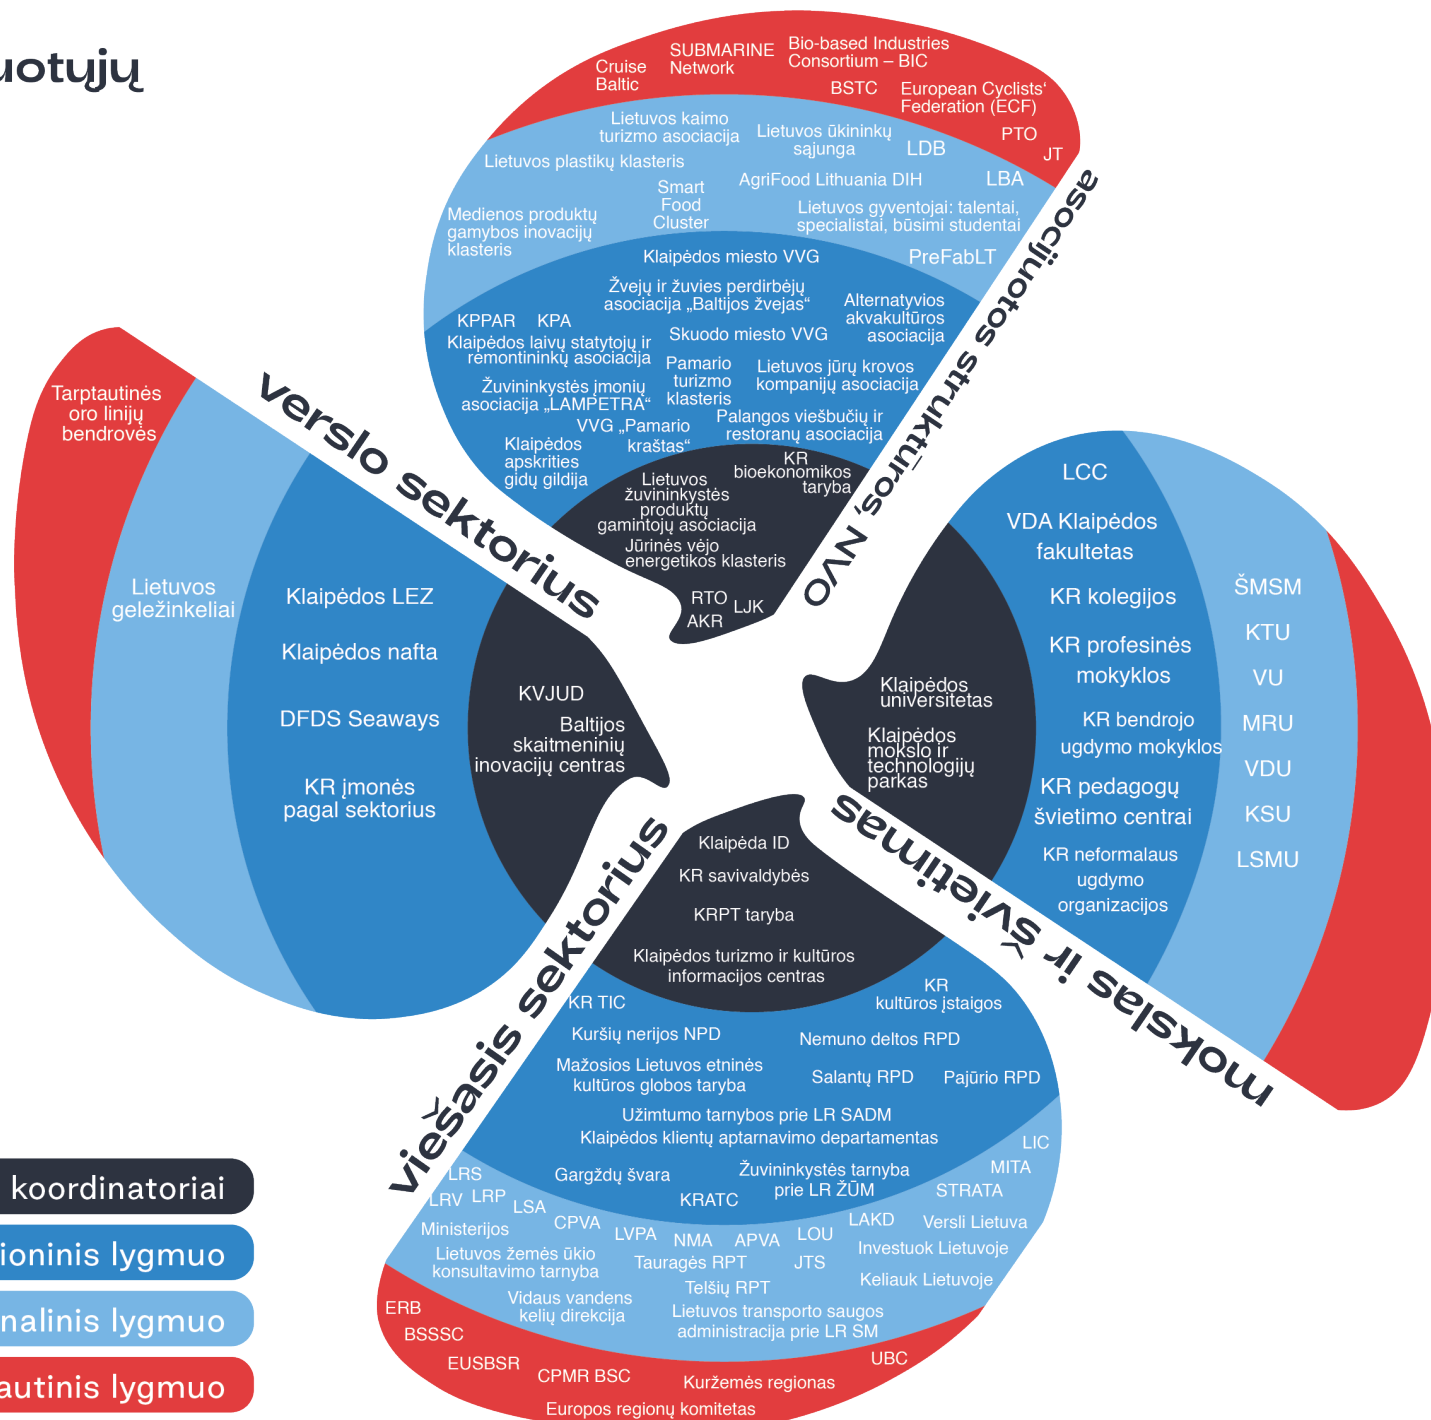 uotųjų
Cruise
Baltic
SUBMARINE
Network
Bio-based Industries
Consortium – BIC
BSTC
European Cyclists‘
Federation (ECF)
PTO
JT
Lietuvos kaimo
turizmo asociacija
Lietuvos ūkininkų
sąjunga
LDB
Lietuvos plastikų klasteris
AgriFood Lithuania DIH
LBA
Smart
Food
Cluster
Medienos produktų
gamybos inovacijų
klasteris
Lietuvos gyventojai: talentai,
specialistai, būsimi studentai
PreFabLT
Klaipėdos miesto VVG
Žvejų ir žuvies perdirbėjų
asociacija „Baltijos žvejas“
Alternatyvios
akvakultūros
asociacija
KPPAR
KPA
Skuodo miesto VVG
Klaipėdos laivų statytojų ir
remontininkų asociacija
Pamario
turizmo
klasteris
Lietuvos jūrų krovos
kompanijų asociacija
Žuvininkystės įmonių
asociacija „LAMPETRA“
VVG „Pamario
kraštas“
Palangos viešbučių ir
restoranų asociacija
Klaipėdos
apskrities
gidų gildija
KR
bioekonomikos
taryba
Lietuvos
žuvininkystės
produktų
gamintojų asociacija
Jūrinės vėjo
energetikos klasteris
RTO
LJK
AKR
asocijuotos struktūros, NVO
verslo sektorius
Tarptautinės
oro linijų
bendrovės
Lietuvos
geležinkeliai
Klaipėdos LEZ
Klaipėdos nafta
DFDS Seaways
KR įmonės
pagal sektorius
KVJUD
Baltijos
skaitmeninių
inovacijų centras
Klaipėdos
universitetas
Klaipėdos
mokslo ir
technologijų
parkas
LCC
VDA Klaipėdos
fakultetas
KR kolegijos
KR profesinės
mokyklos
KR bendrojo
ugdymo mokyklos
KR pedagogų
švietimo centrai
KR neformalaus
ugdymo
organizacijos
ŠMSM
KTU
VU
MRU
VDU
KSU
LSMU
mokslas ir švietimas
viešasis sektorius
Klaipėda ID
KR savivaldybės
KRPT taryba
Klaipėdos turizmo ir kultūros
informacijos centras
KR TIC
KR
kultūros įstaigos
Kuršių nerijos NPD
Nemuno deltos RPD
Mažosios Lietuvos etninės
kultūros globos taryba
Salantų RPD
Pajūrio RPD
Užimtumo tarnybos prie LR SADM
Klaipėdos klientų aptarnavimo departamentas
Gargždų švara
Žuvininkystės tarnyba
prie LR ŽŪM
KRATC
LIC
MITA
STRATA
LRS
LRV
LRP
LSA
Ministerijos
CPVA
LVPA
NMA
APVA
LOU
LAKD
Versli Lietuva
Lietuvos žemės ūkio
konsultavimo tarnyba
Tauragės RPT
JTS
Investuok Lietuvoje
Telšių RPT
Keliauk Lietuvoje
Vidaus vandens
kelių direkcija
Lietuvos transporto saugos
administracija prie LR SM
ERB
BSSSC
EUSBSR
CPMR BSC
Kuržemės regionas
UBC
Europos regionų komitetas
koordinatoriai
ioninis lygmuo
nalinis lygmuo
autinis lygmuo